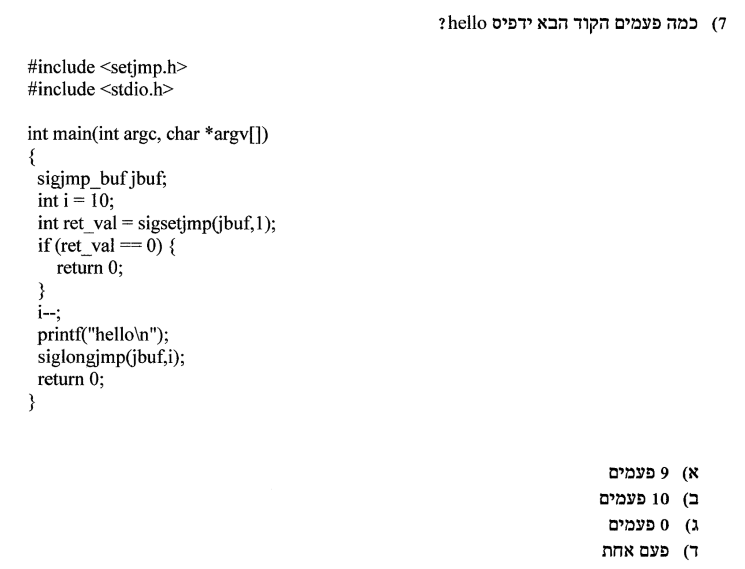 7) כמה פעמים הקוד הבא ידפיס hello?
#include <setjmp.h>
#include <stdio.h>
int main(int argc, char *argv[])
{
sigjmp_buf jbuf;
int i = 10;
int ret_val = sigsetjmp(jbuf,1);
if (ret_val == 0) {
return 0;
}
i--;
printf("hello\n");
siglongjmp(jbuf,i);
return 0;
}
א) 9 פעמים
ב) 10 פעמים
ג) 0 פעמים
ד) פעם אחת